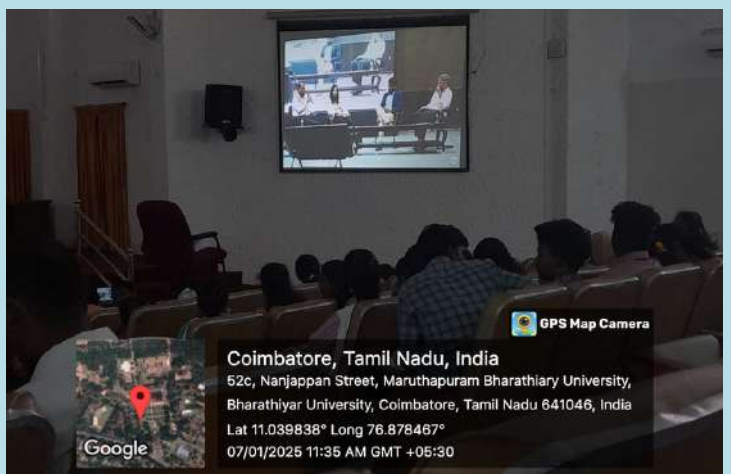 GPS Map Camera
Coimbatore, Tamil Nadu, India
52c, Nanjappan Street, Maruthapuram Bharathiary University,
Bharathiyar University, Coimbatore, Tamil Nadu 641046, India
Lat 11.039838° Long 76.878467°
07/01/2025 11:35 AM GMT +05:30
Google